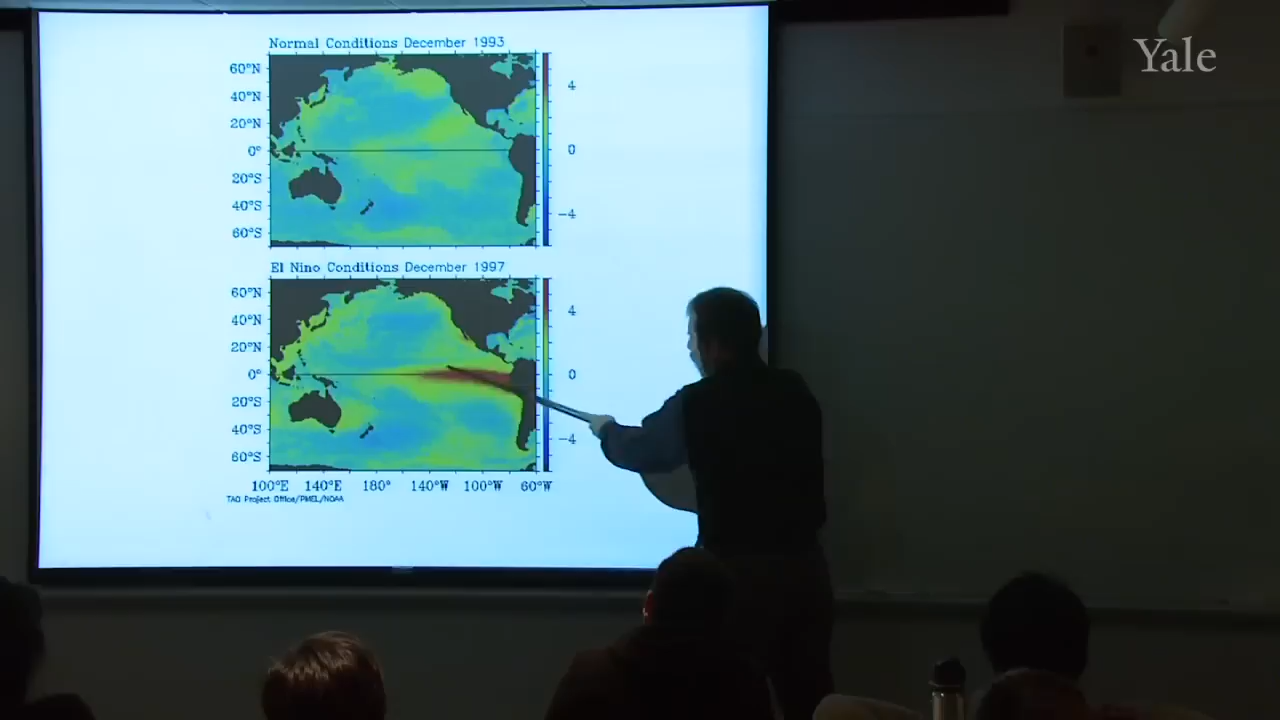 Yale
Normal Conditions December 1993
60°N
40°N
20°N
0°
20°S
40°S
60°S
4
0
-4
El Nino Conditions December 1997
60°N
40°N
20°N
0°
20°S
40°S
60°S
4
0
-4
100°E 140°E 180° 140°W 100°W 60°W
TAO Project Office/PMEL/NOAA